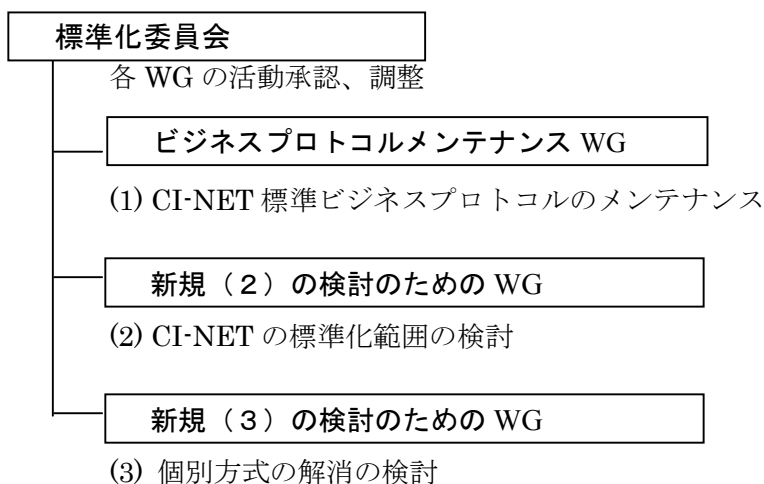 標準化委員会
各 WG の活動承認、調整
ビジネスプロトコルメンテナンス WG
(1) CI-NET 標準ビジネスプロトコルのメンテナンス
新規（２）の検討のための WG
(2) CI-NET の標準化範囲の検討
新規（３）の検討のための WG
(3) 個別方式の解消の検討